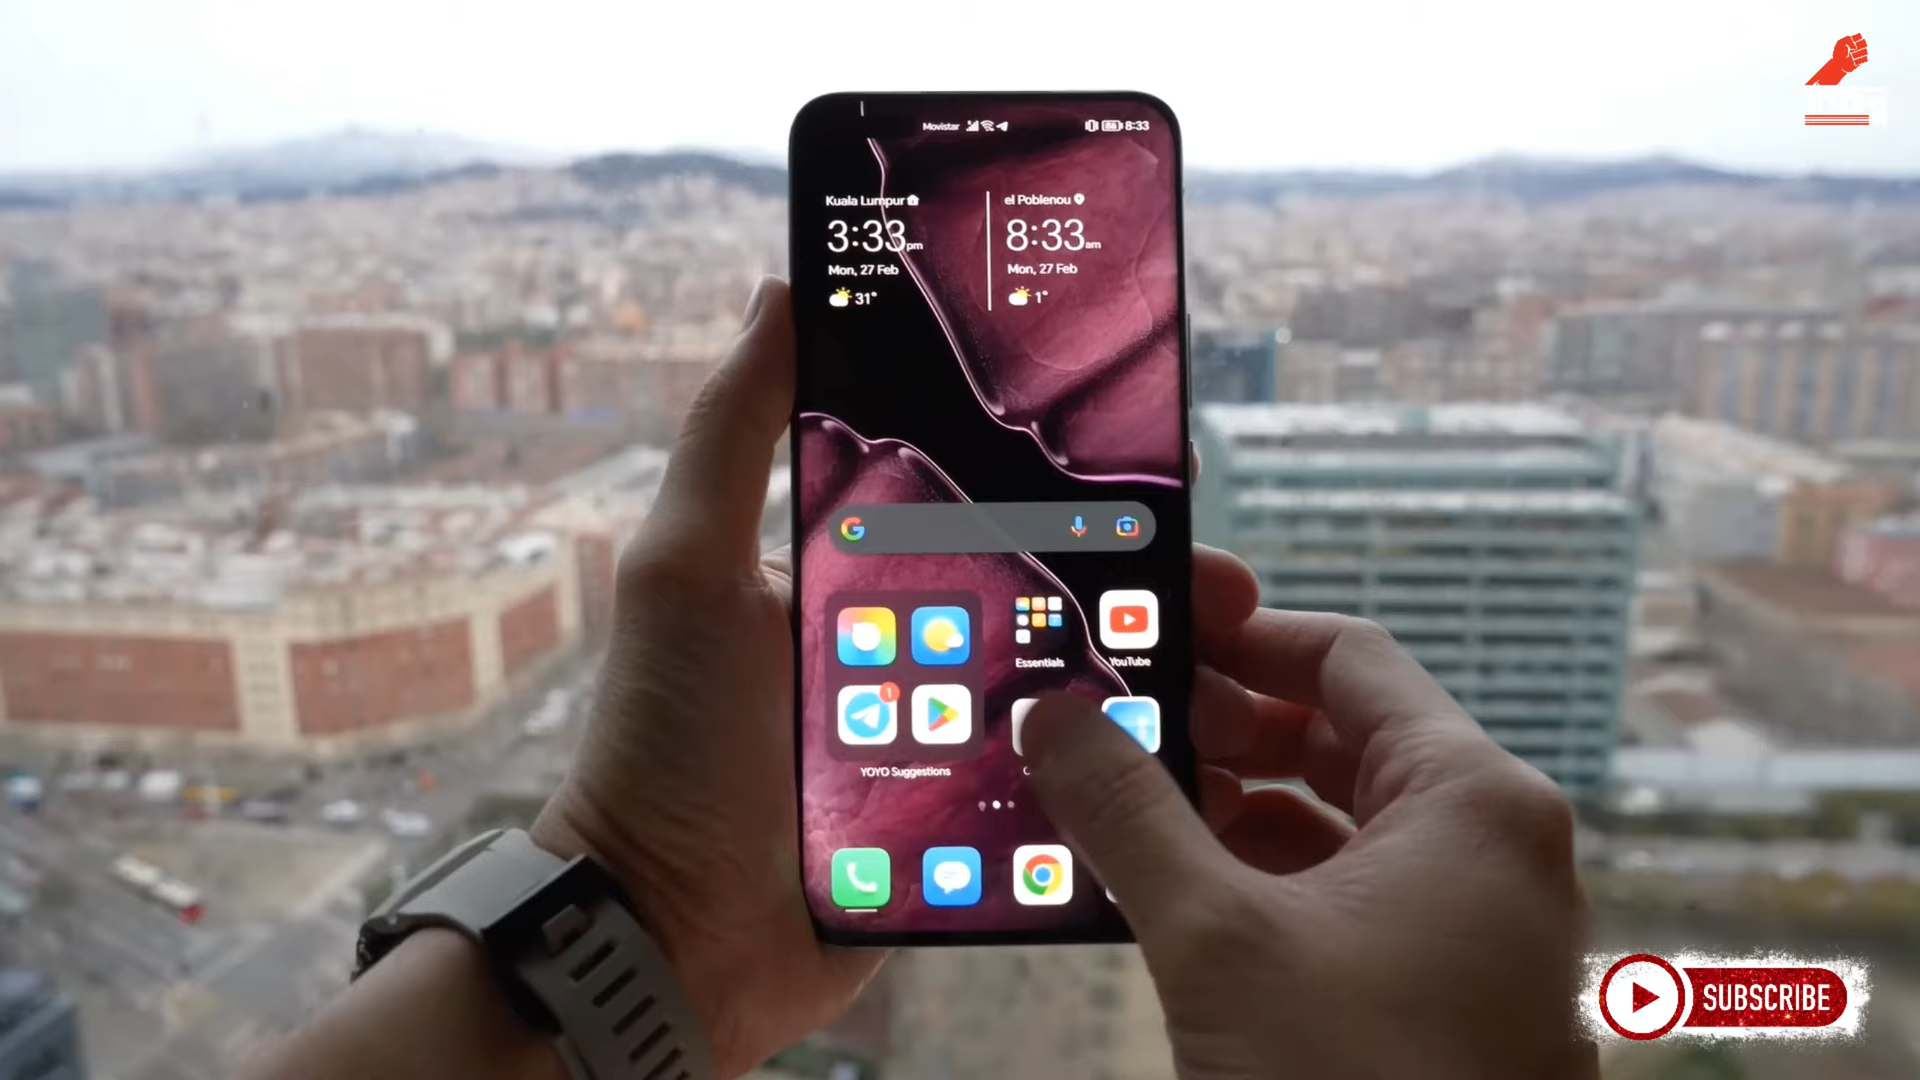 Movistar
86
8:33
Kuala Lumpur
3:33pm
Mon, 27 Feb
31°
el Poblenou
8:33am
Mon, 27 Feb
1°
Essentials
YouTube
1
YOYO Suggestions
SUBSCRIBE